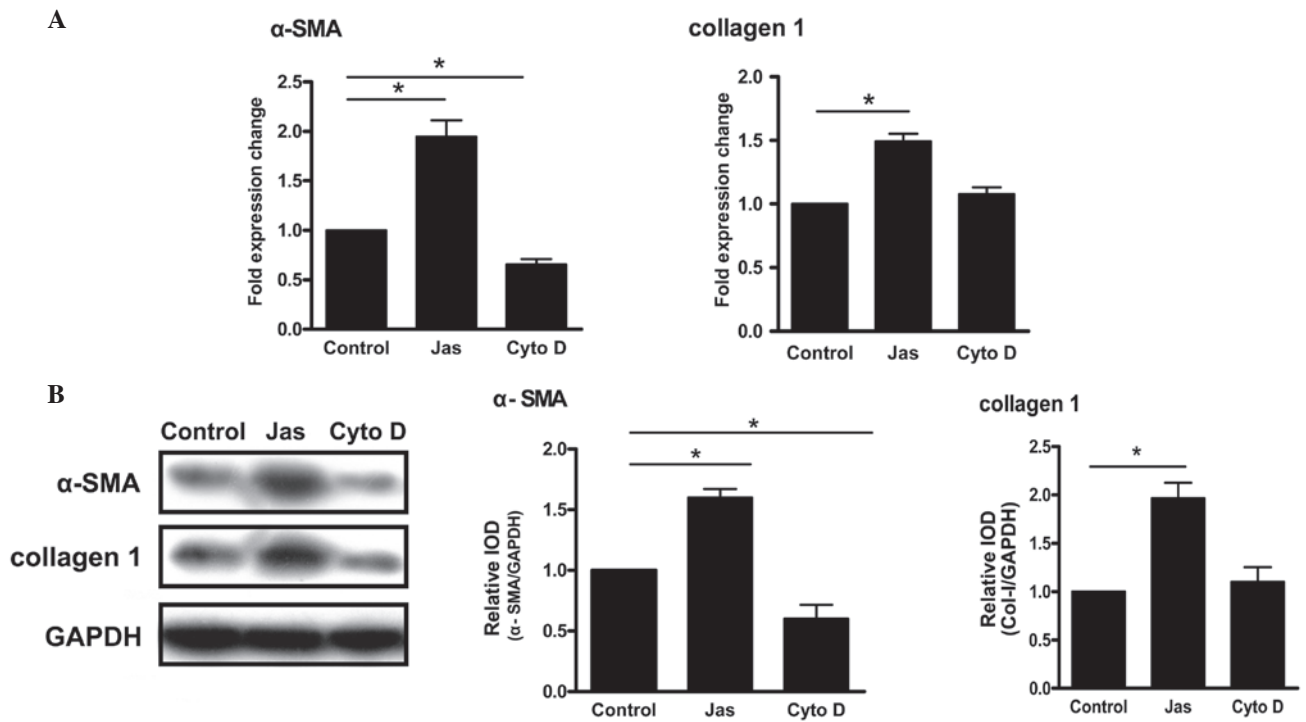 A
α-SMA
collagen 1
*
*
*
2.5
2.0
1.5
1.0
0.5
0.0
Fold expression change
Control Jas Cyto D
2.0
1.5
1.0
0.5
0.0
Fold expression change
Control Jas Cyto D
B
Control Jas Cyto D
α-SMA
collagen 1
GAPDH
α- SMA
*
*
2.0
1.5
1.0
0.5
0.0
Relative IOD
(α- SMA/GAPDH)
Control Jas Cyto D
collagen 1
*
2.5
2.0
1.5
1.0
0.5
0.0
Relative IOD
(Col-I/GAPDH)
Control Jas Cyto D